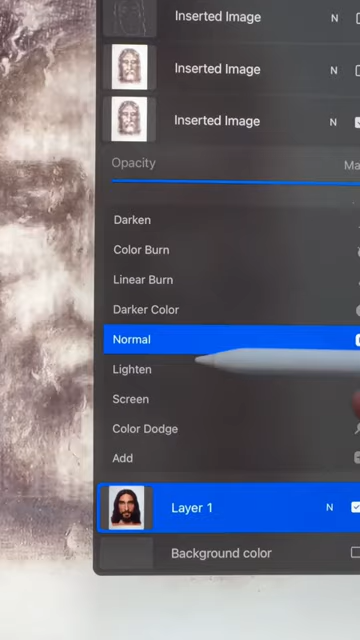 Inserted Image N
Inserted Image N
Inserted Image N
Opacity Ma
Darken
Color Burn
Linear Burn
Darker Color
Normal
Lighten
Screen
Color Dodge
Add
Layer 1 N
Background color